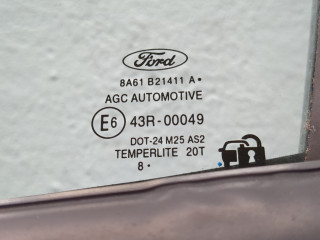 Ford
8A61 B21411 A•
AGC AUTOMOTIVE
E6 43R-00049
DOT-24 M25 AS2
TEMPERLITE 20T
8•